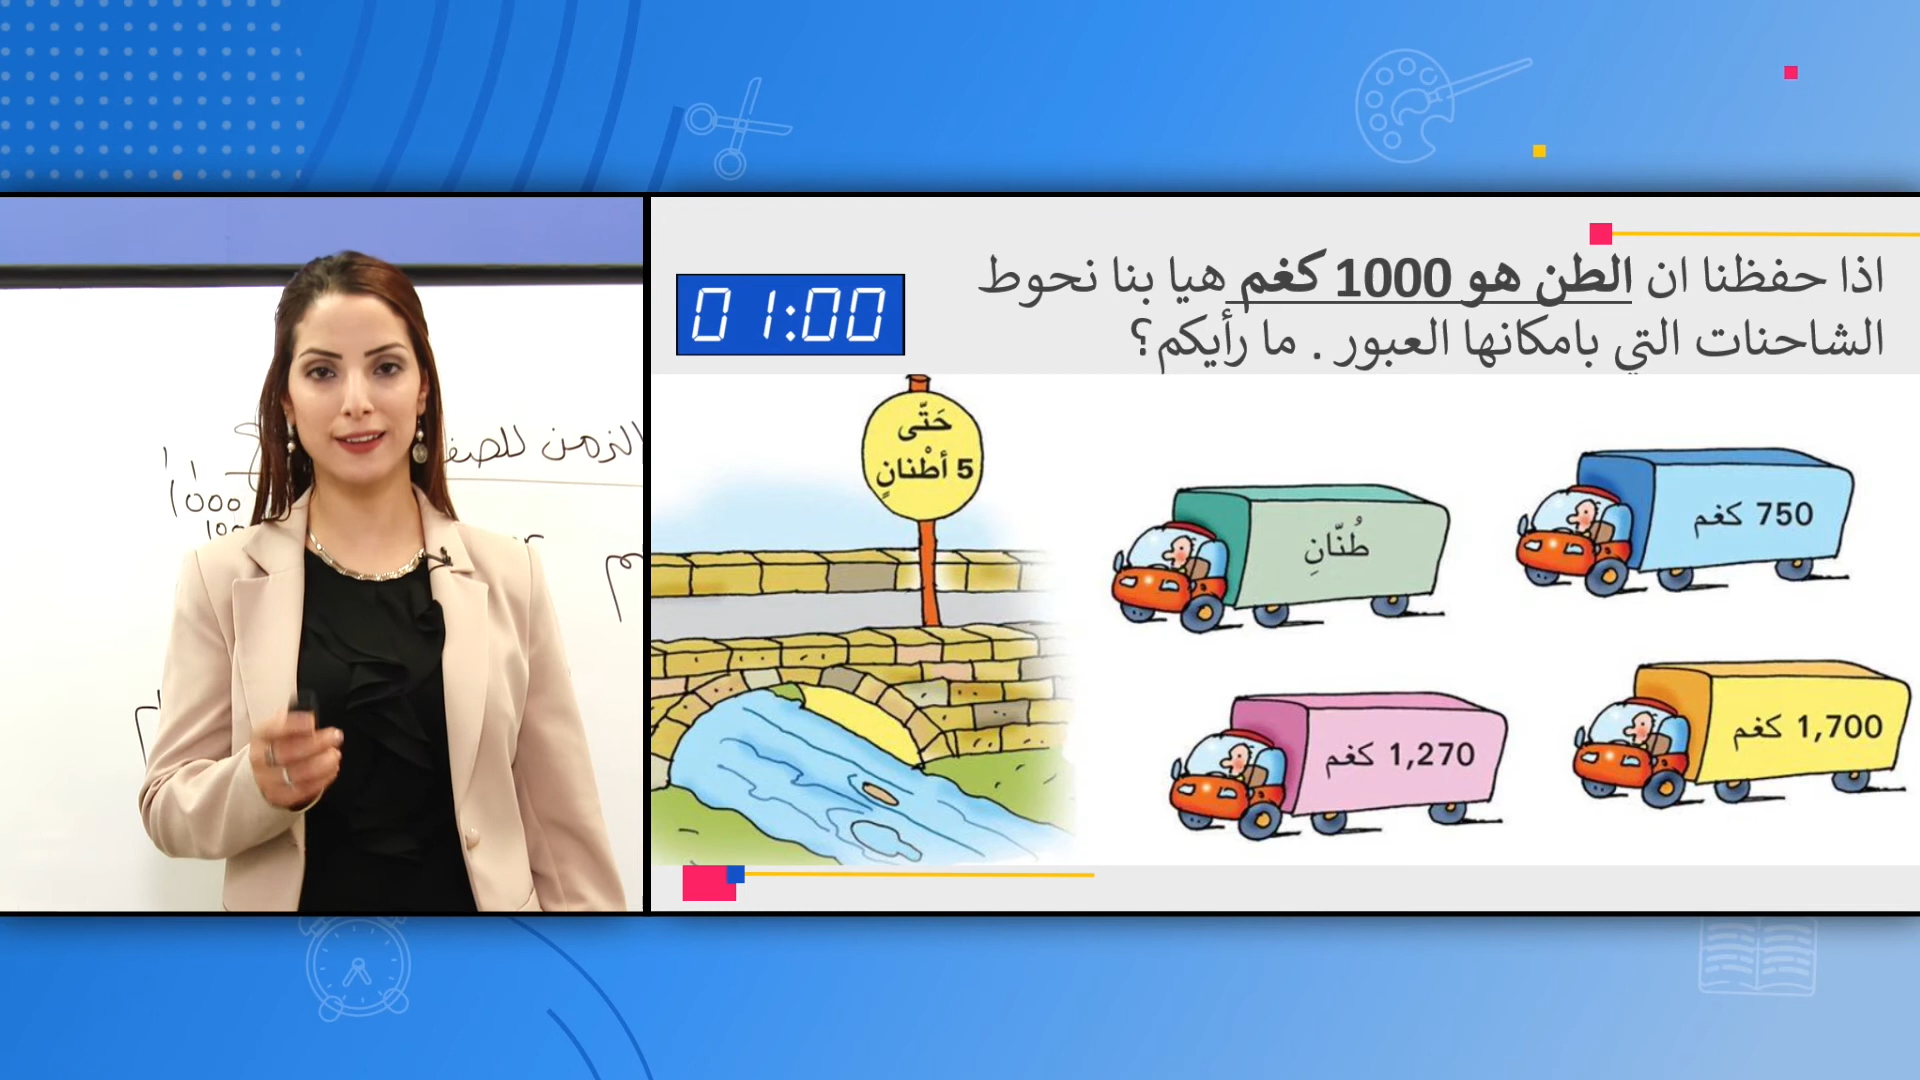 اذا حفظنا ان الطن هو 1000 كغم هيا بنا نحوط
الشاحنات التي بامكانها العبور . ما رأيكم؟
01:00
حَتّى
5 أطْنانٍ
طُنّانِ
750 كغم
1,270 كغم
1,700 كغم
الزمن للصف
1000